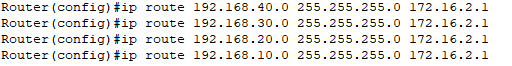 Router(config)#ip route 192.168.40.0 255.255.255.0 172.16.2.1
Router(config)#ip route 192.168.30.0 255.255.255.0 172.16.2.1
Router(config)#ip route 192.168.20.0 255.255.255.0 172.16.2.1
Router(config)#ip route 192.168.10.0 255.255.255.0 172.16.2.1